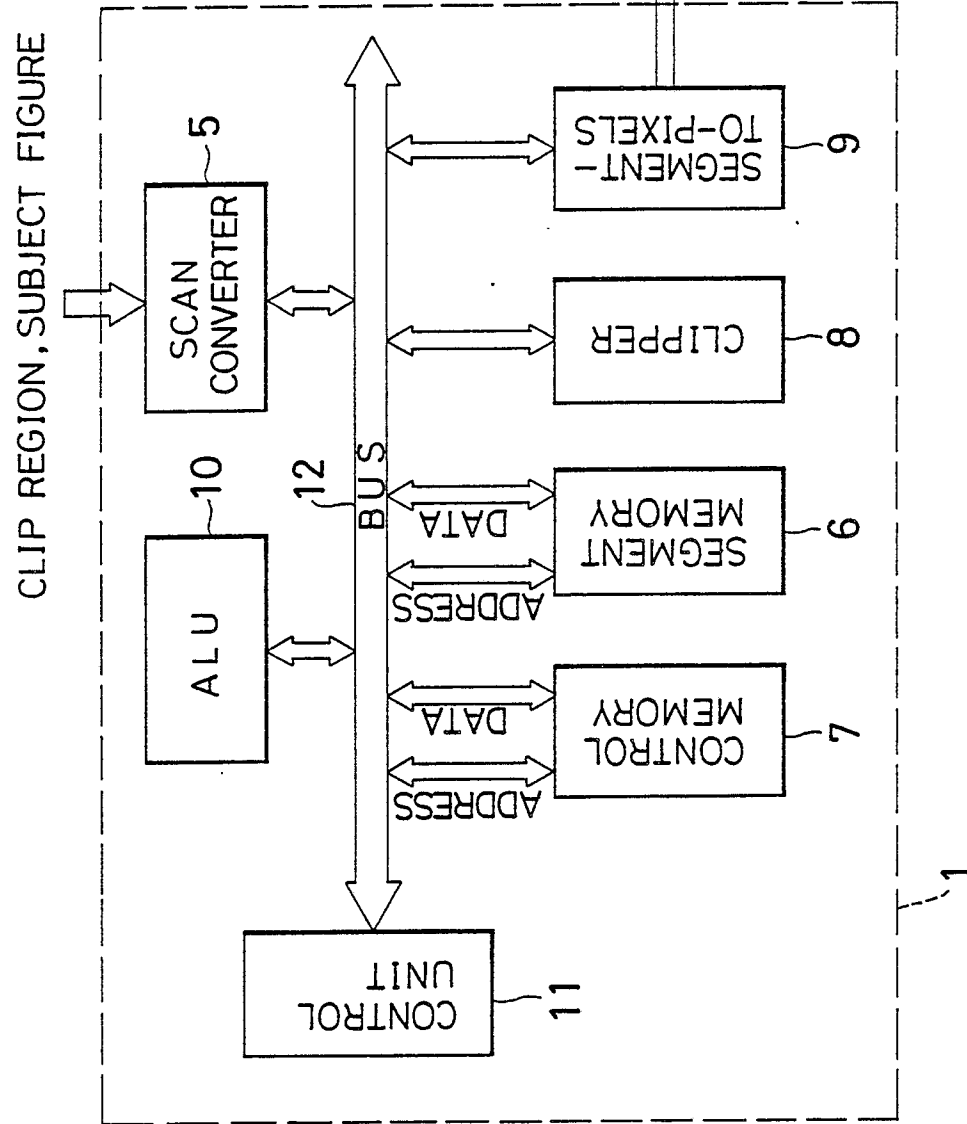 CLIP REGION, SUBJECT FIGURE
5
SCAN
CONVERTER
10
ALU
12
BUS
SEGMENT-
TO-PIXELS
9
CLIPPER
8
DATA
ADDRESS
SEGMENT
MEMORY
6
DATA
ADDRESS
CONTROL
MEMORY
7
CONTROL
UNIT
11
1